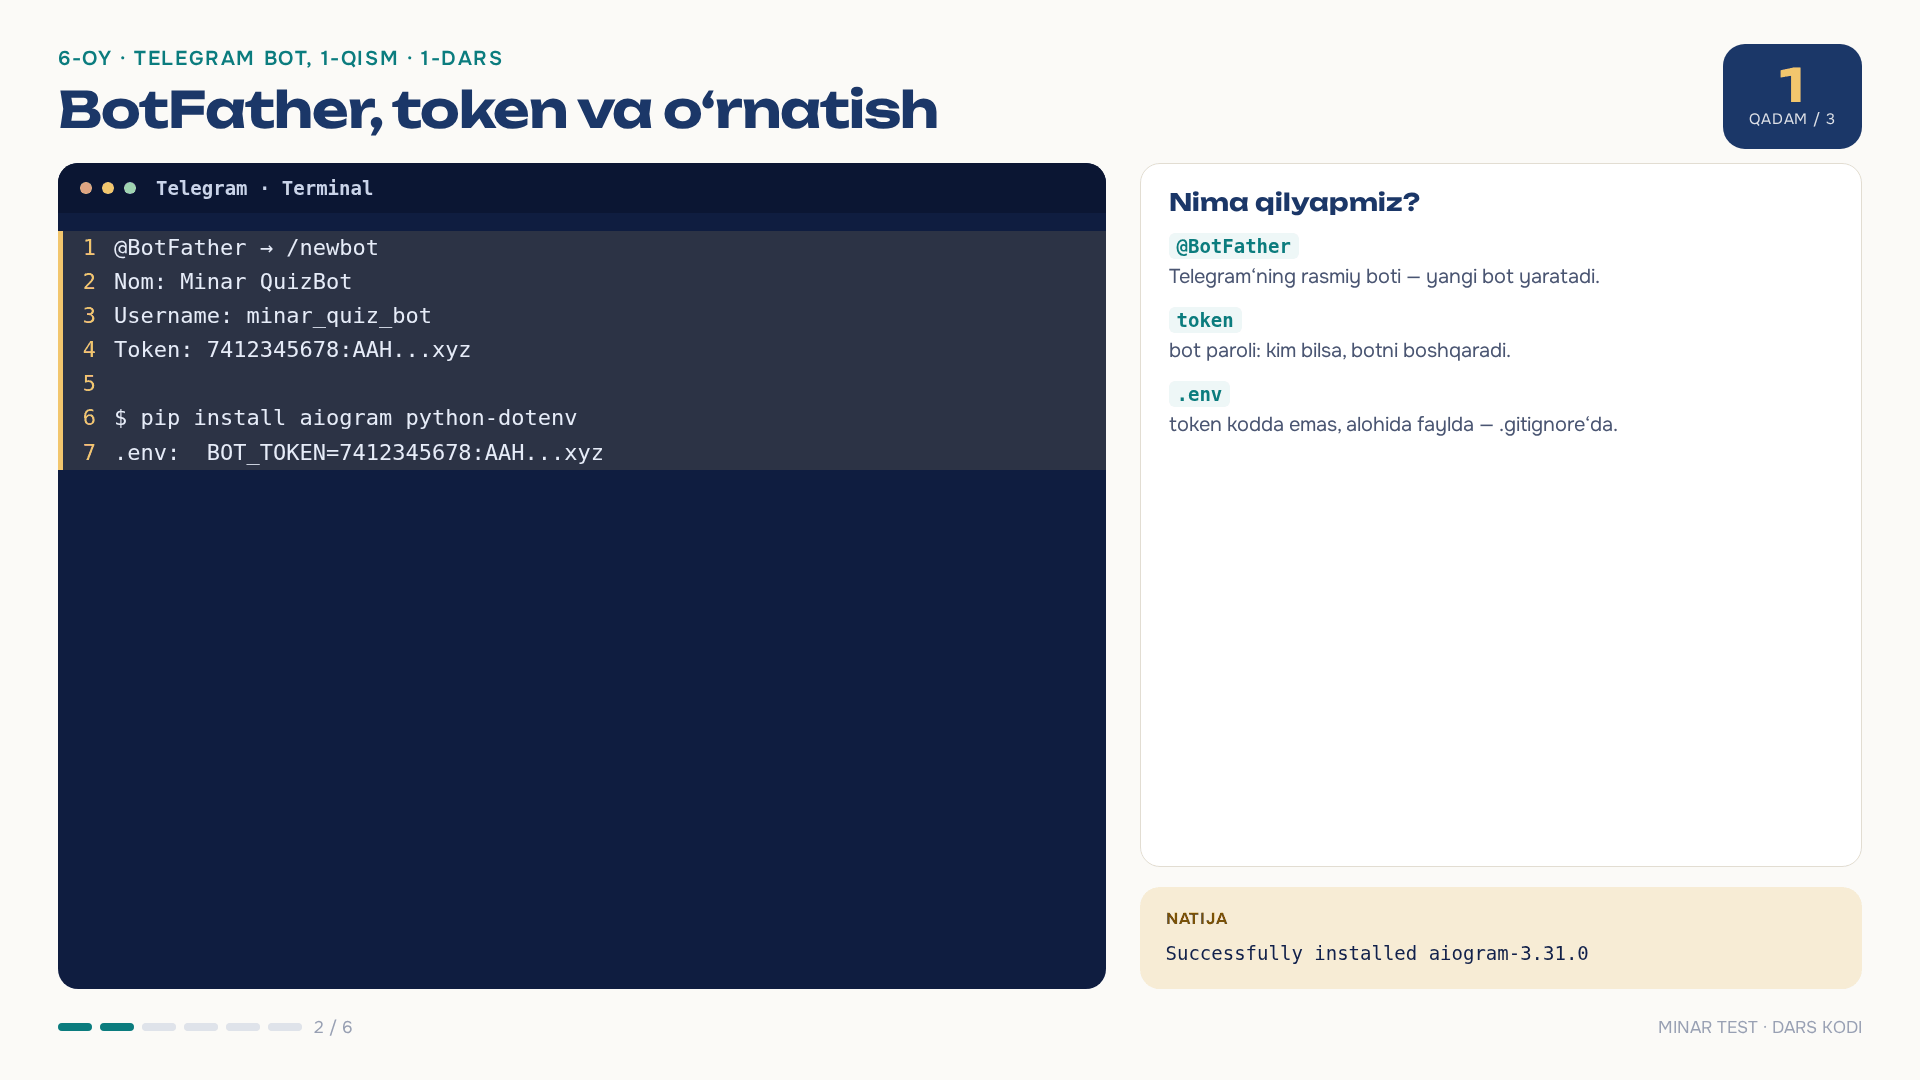 6-OY · TELEGRAM BOT, 1-QISM · 1-DARS
BotFather, token va o‘rnatish
1
QADAM / 3
Telegram · Terminal
1 @BotFather → /newbot
2 Nom: Minar QuizBot
3 Username: minar_quiz_bot
4 Token: 7412345678:AAH...xyz
5
6 $ pip install aiogram python-dotenv
7 .env:  BOT_TOKEN=7412345678:AAH...xyz
Nima qilyapmiz?
@BotFather
Telegram‘ning rasmiy boti — yangi bot yaratadi.
token
bot paroli: kim bilsa, botni boshqaradi.
.env
token kodda emas, alohida faylda — .gitignore‘da.
NATIJA
Successfully installed aiogram-3.31.0
2 / 6
MINAR TEST · DARS KODI